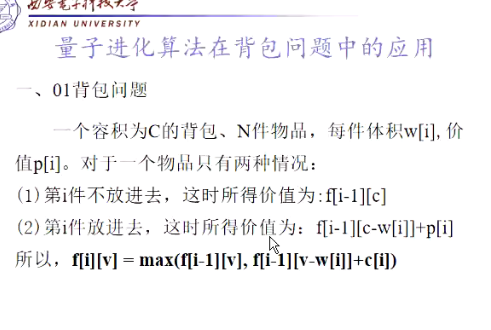 西安电子科技大学
XIDIAN UNIVERSITY
量子进化算法在背包问题中的应用
一、01背包问题
一个容积为C的背包、N件物品，每件体积w[i],价
值p[i]。对于一个物品只有两种情况：
(1)第i件不放进去，这时所得价值为:f[i-1][c]
(2)第i件放进去，这时所得价值为：f[i-1][c-w[i]]+p[i]
所以，f[i][v] = max(f[i-1][v], f[i-1][v-w[i]]+c[i])